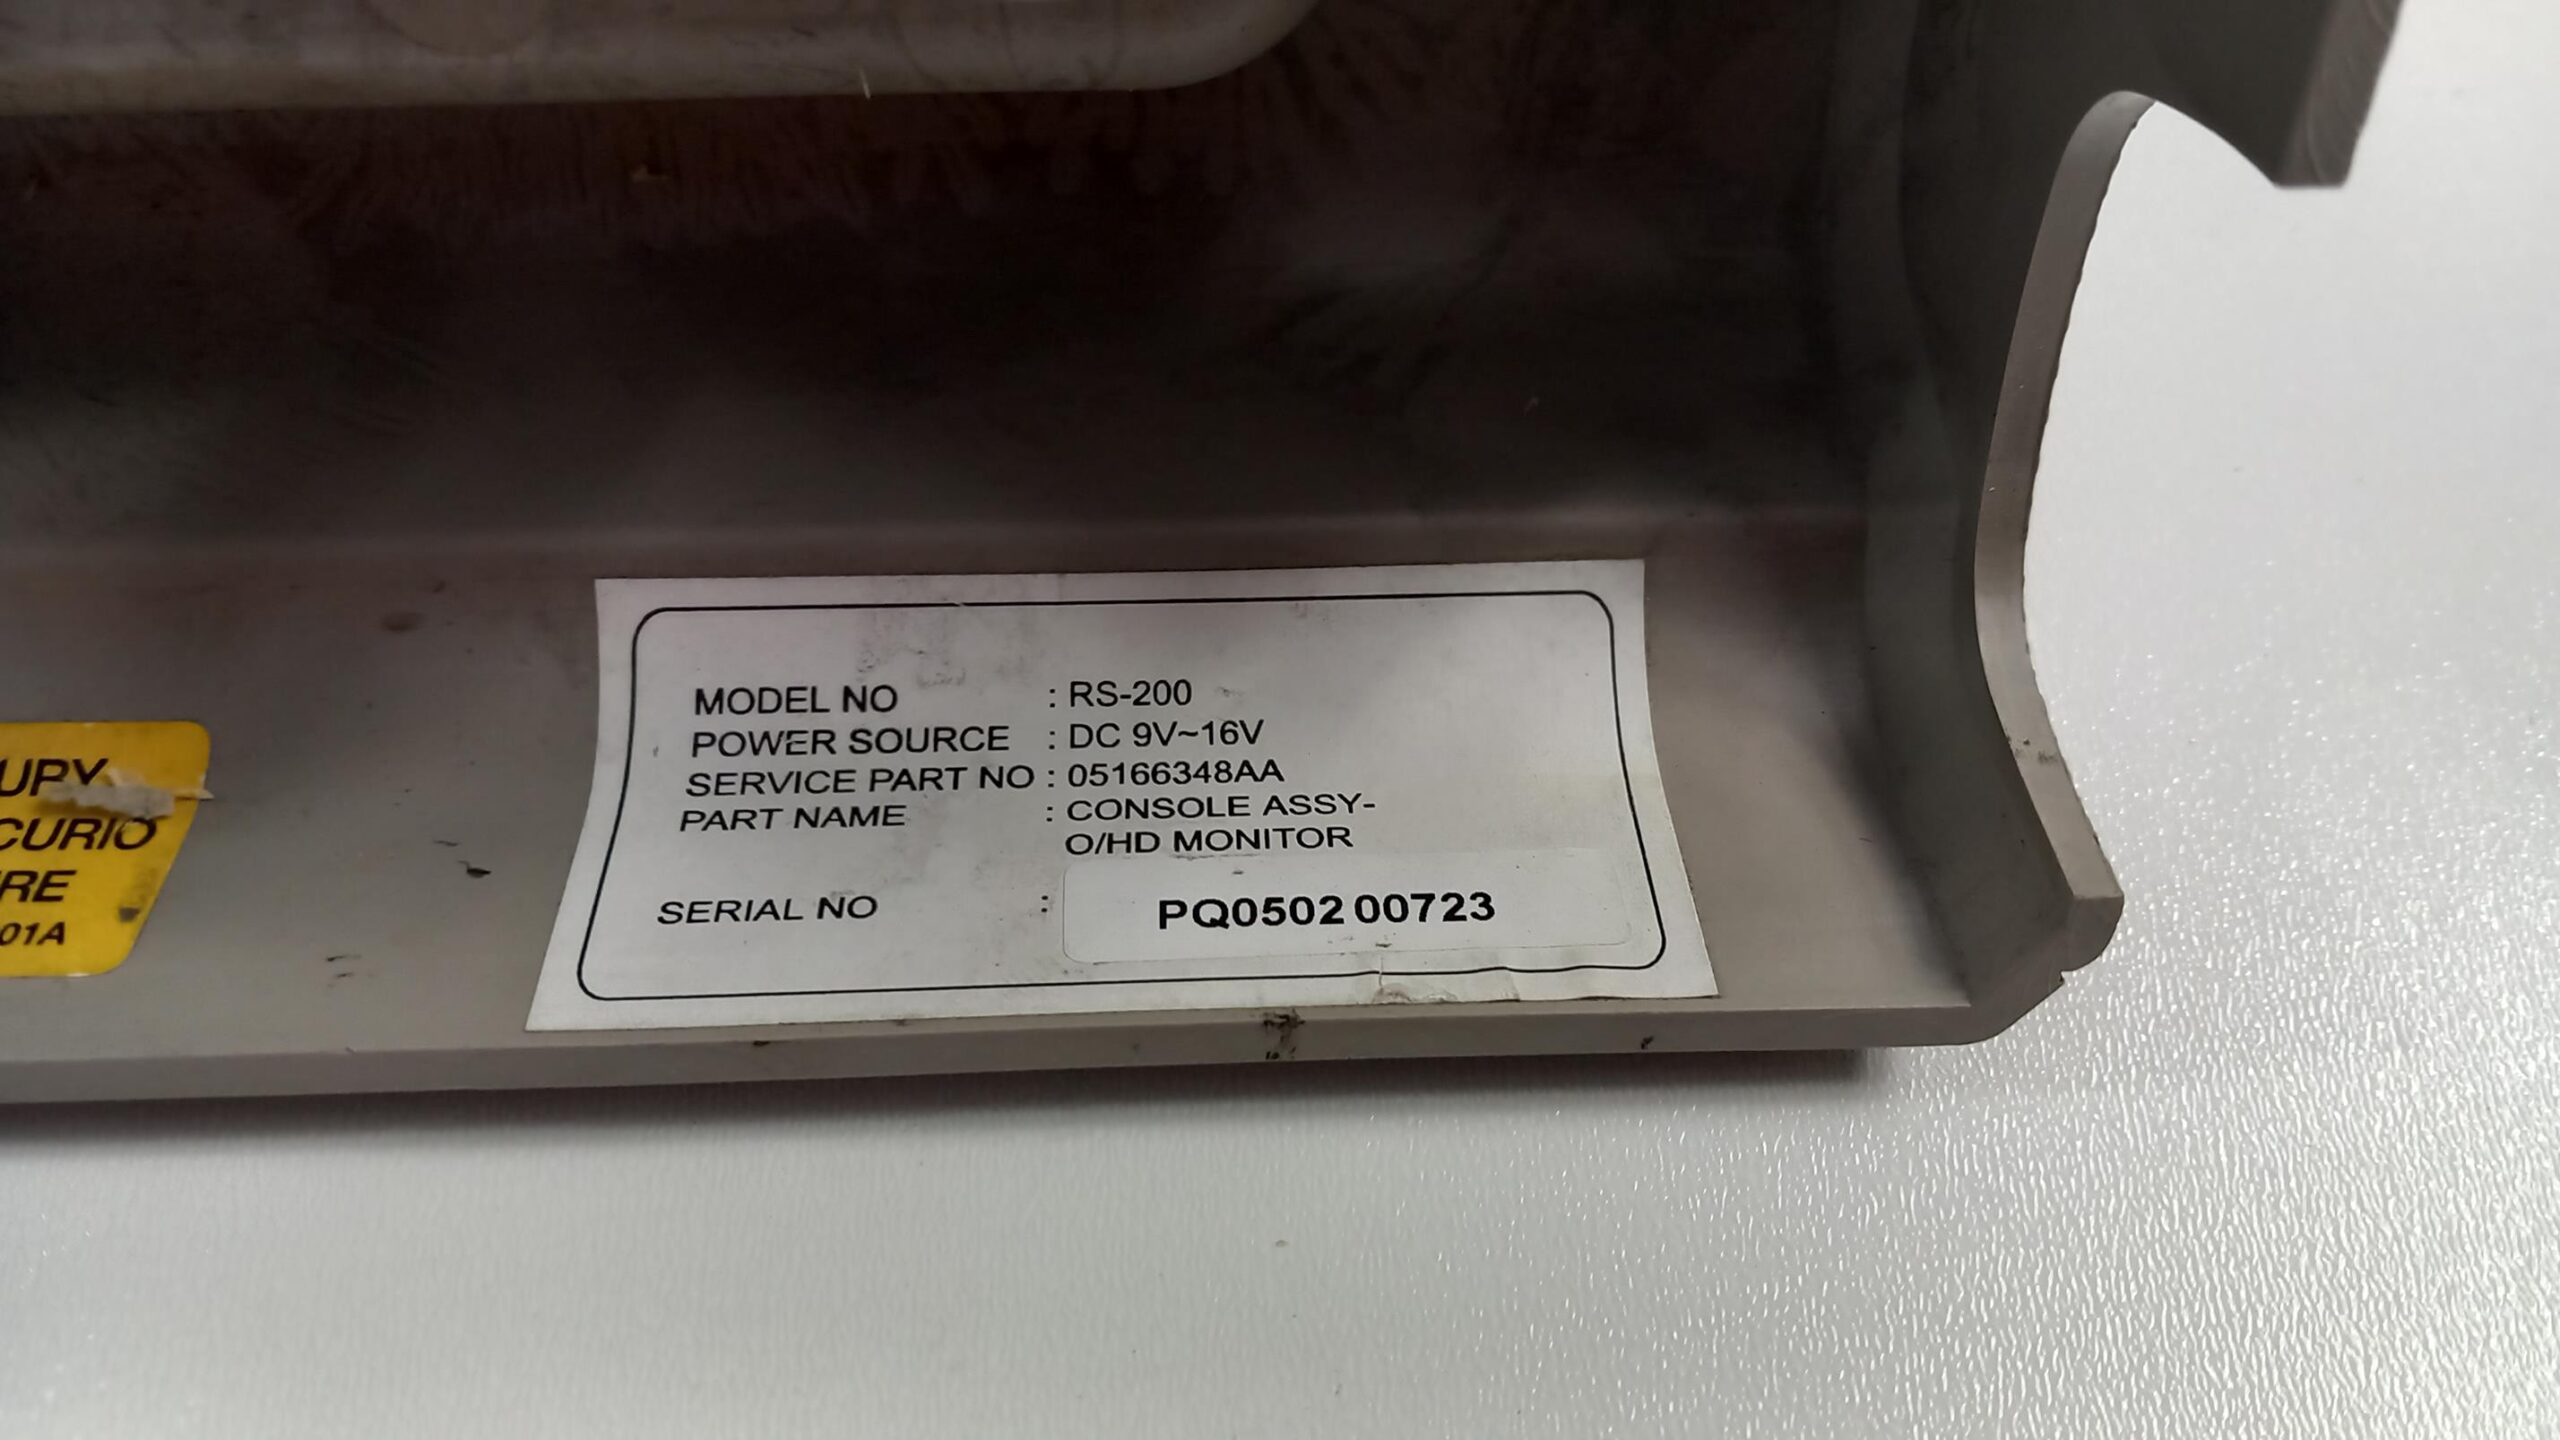 MODEL NO : RS-200
POWER SOURCE : DC 9V~16V
SERVICE PART NO : 05166348AA
PART NAME : CONSOLE ASSY-
O/HD MONITOR
SERIAL NO : PQ0502 00723
UPY
CURIO
RE
01A